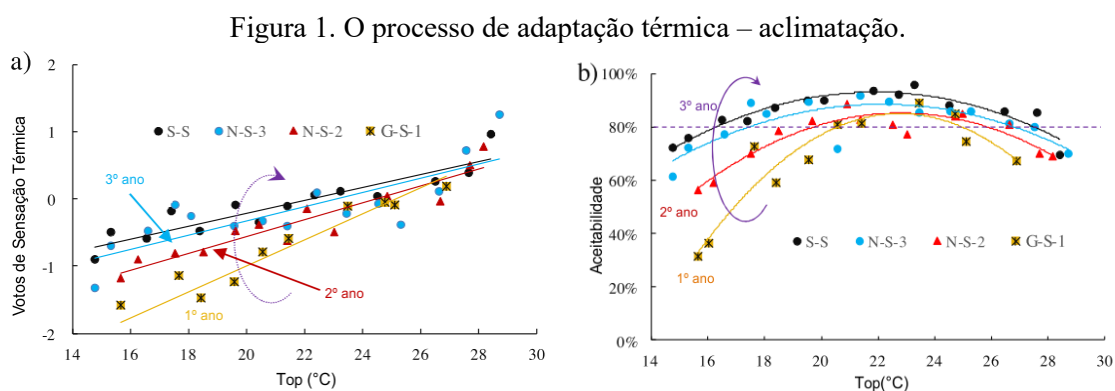 Figura 1. O processo de adaptação térmica – aclimatação.
a)
Votos de Sensação Térmica
2
1
0
-1
-2
S-S N-S-3 N-S-2 G-S-1
3º ano
2º ano
1º ano
14 16 18 20 22 24 26 28 30
Top (°C)
b)
Aceitabilidade
100%
80%
60%
40%
20%
0%
3º ano
2º ano
1º ano
S-S N-S-3 N-S-2 G-S-1
14 16 18 20 22 24 26 28 30
Top(°C)